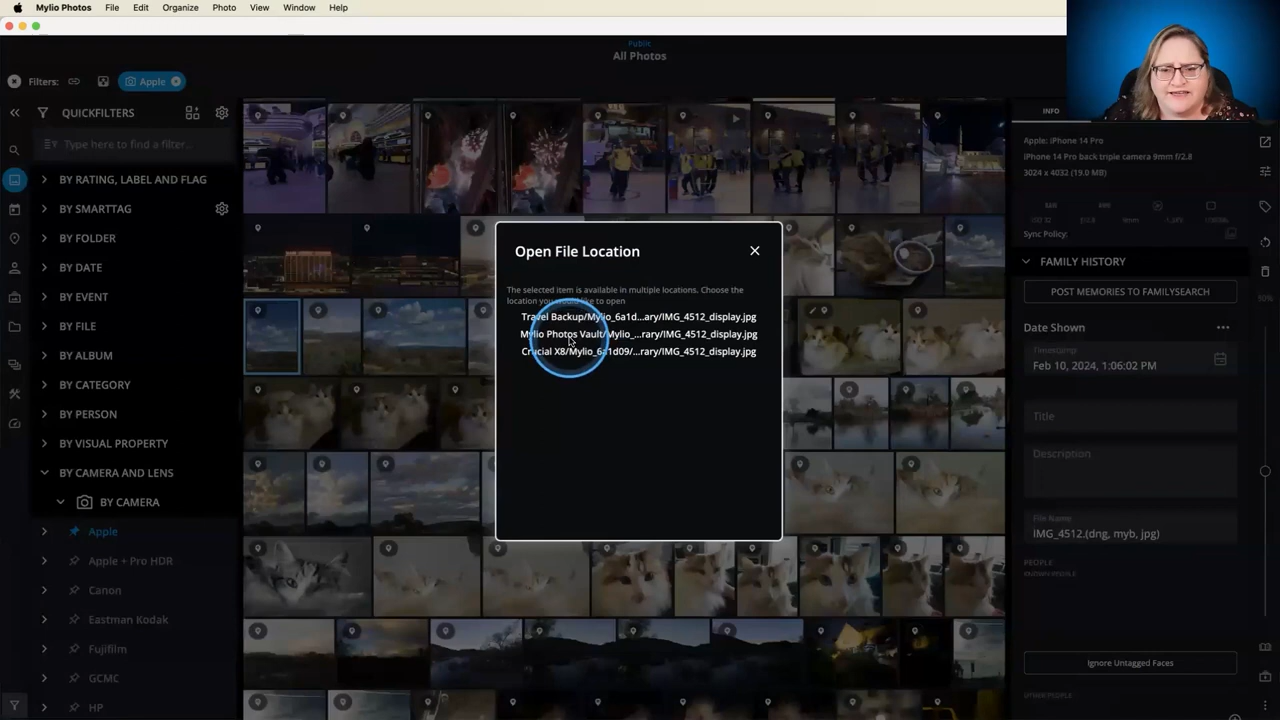 Mylio Photos File Edit Organize Photo View Window Help
Public
All Photos
Filters: Apple
QUICKFILTERS
Type here to find a filter...
BY RATING, LABEL AND FLAG
BY SMARTTAG
BY FOLDER
BY DATE
BY EVENT
BY FILE
BY ALBUM
BY CATEGORY
BY PERSON
BY VISUAL PROPERTY
BY CAMERA AND LENS
BY CAMERA
Apple
Apple + Pro HDR
Canon
Eastman Kodak
Fujifilm
GCMC
HP
Open File Location
The selected item is available in multiple locations. Choose the
location you would like to open
Travel Backup/Mylio_6a1d...ary/IMG_4512_display.jpg
Mylio Photos Vault/Mylio_...rary/IMG_4512_display.jpg
Crucial X8/Mylio_6a1d09/...rary/IMG_4512_display.jpg
INFO
Apple: iPhone 14 Pro
iPhone 14 Pro back triple camera 9mm f/2.8
3024 x 4032 (19.0 MB)
Sync Policy:
FAMILY HISTORY
POST MEMORIES TO FAMILYSEARCH
Date Shown
Timestamp
Feb 10, 2024, 1:06:02 PM
Title
Description
File Name
IMG_4512.(dng, myb, jpg)
PEOPLE
KNOWN PEOPLE
Ignore Untagged Faces